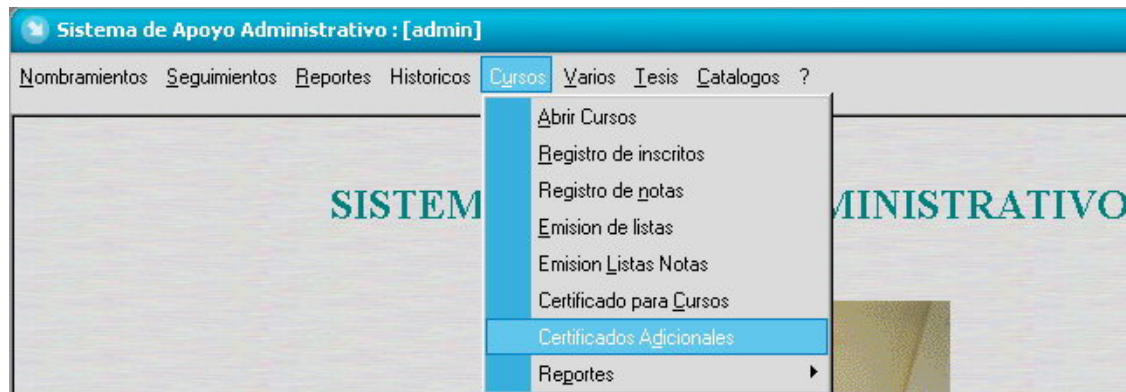 Sistema de Apoyo Administrativo : [admin]
Nombramientos Seguimientos Reportes Historicos Cursos Varios Tesis Catalogos ?
Abrir Cursos
Registro de inscritos
Registro de notas
SISTEM MINISTRATIVO
Emision de listas
Emision Listas Notas
Certificado para Cursos
Certificados Adicionales
Reportes